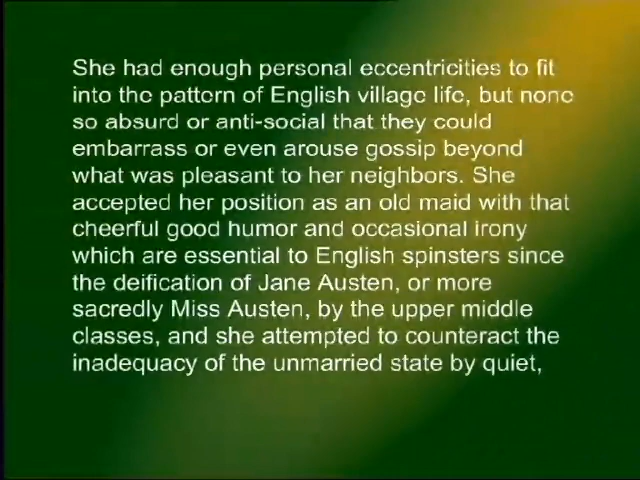 She had enough personal eccentricities to fit
into the pattern of English village life, but none
so absurd or anti-social that they could
embarrass or even arouse gossip beyond
what was pleasant to her neighbors. She
accepted her position as an old maid with that
cheerful good humor and occasional irony
which are essential to English spinsters since
the deification of Jane Austen, or more
sacredly Miss Austen, by the upper middle
classes, and she attempted to counteract the
inadequacy of the unmarried state by quiet,